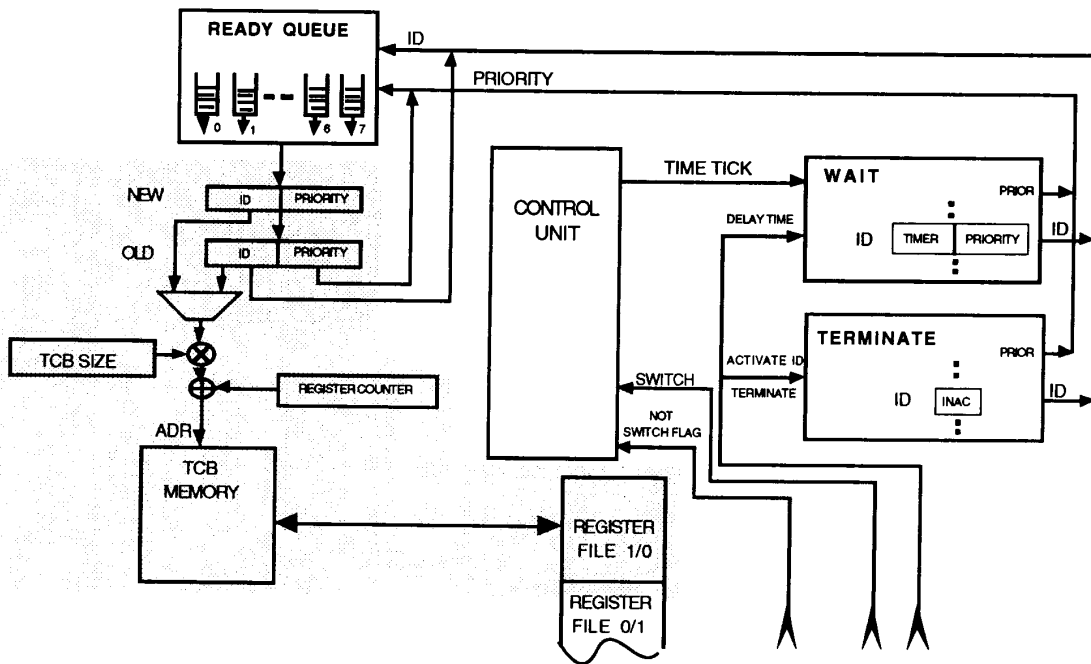 READY QUEUE
ID
PRIORITY
0
1
6
7
NEW
ID
PRIORITY
OLD
ID
PRIORITY
TCB SIZE
REGISTER COUNTER
ADR
TCB
MEMORY
CONTROL
UNIT
TIME TICK
WAIT
PRIOR
DELAY TIME
ID
TIMER
PRIORITY
ID
TERMINATE
PRIOR
ACTIVATE ID
TERMINATE
ID
INAC
ID
SWITCH
NOT
SWITCH FLAG
REGISTER
FILE 1/0
REGISTER
FILE 0/1